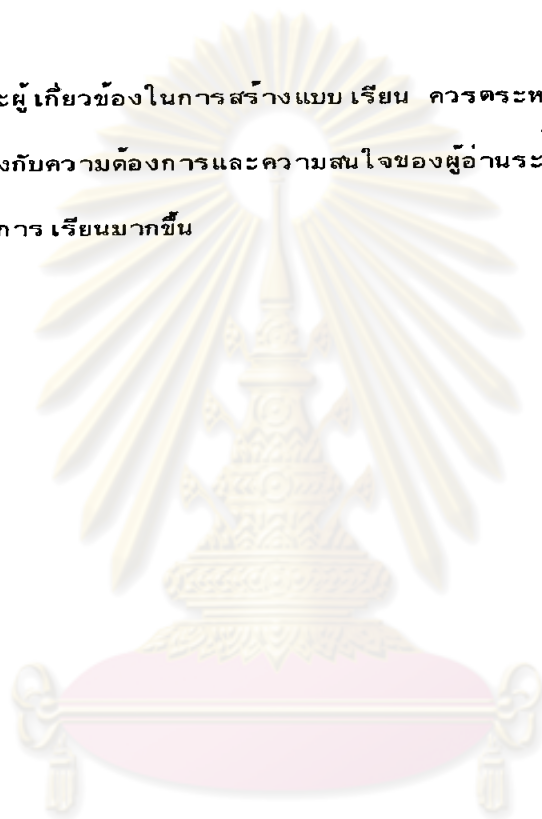 ะผู้เกี่ยวข้องในการสร้างแบบเรียน ควรตระห
งกับความต้องการและความสนใจของผู้อ่านระ
การเรียนมากขึ้น